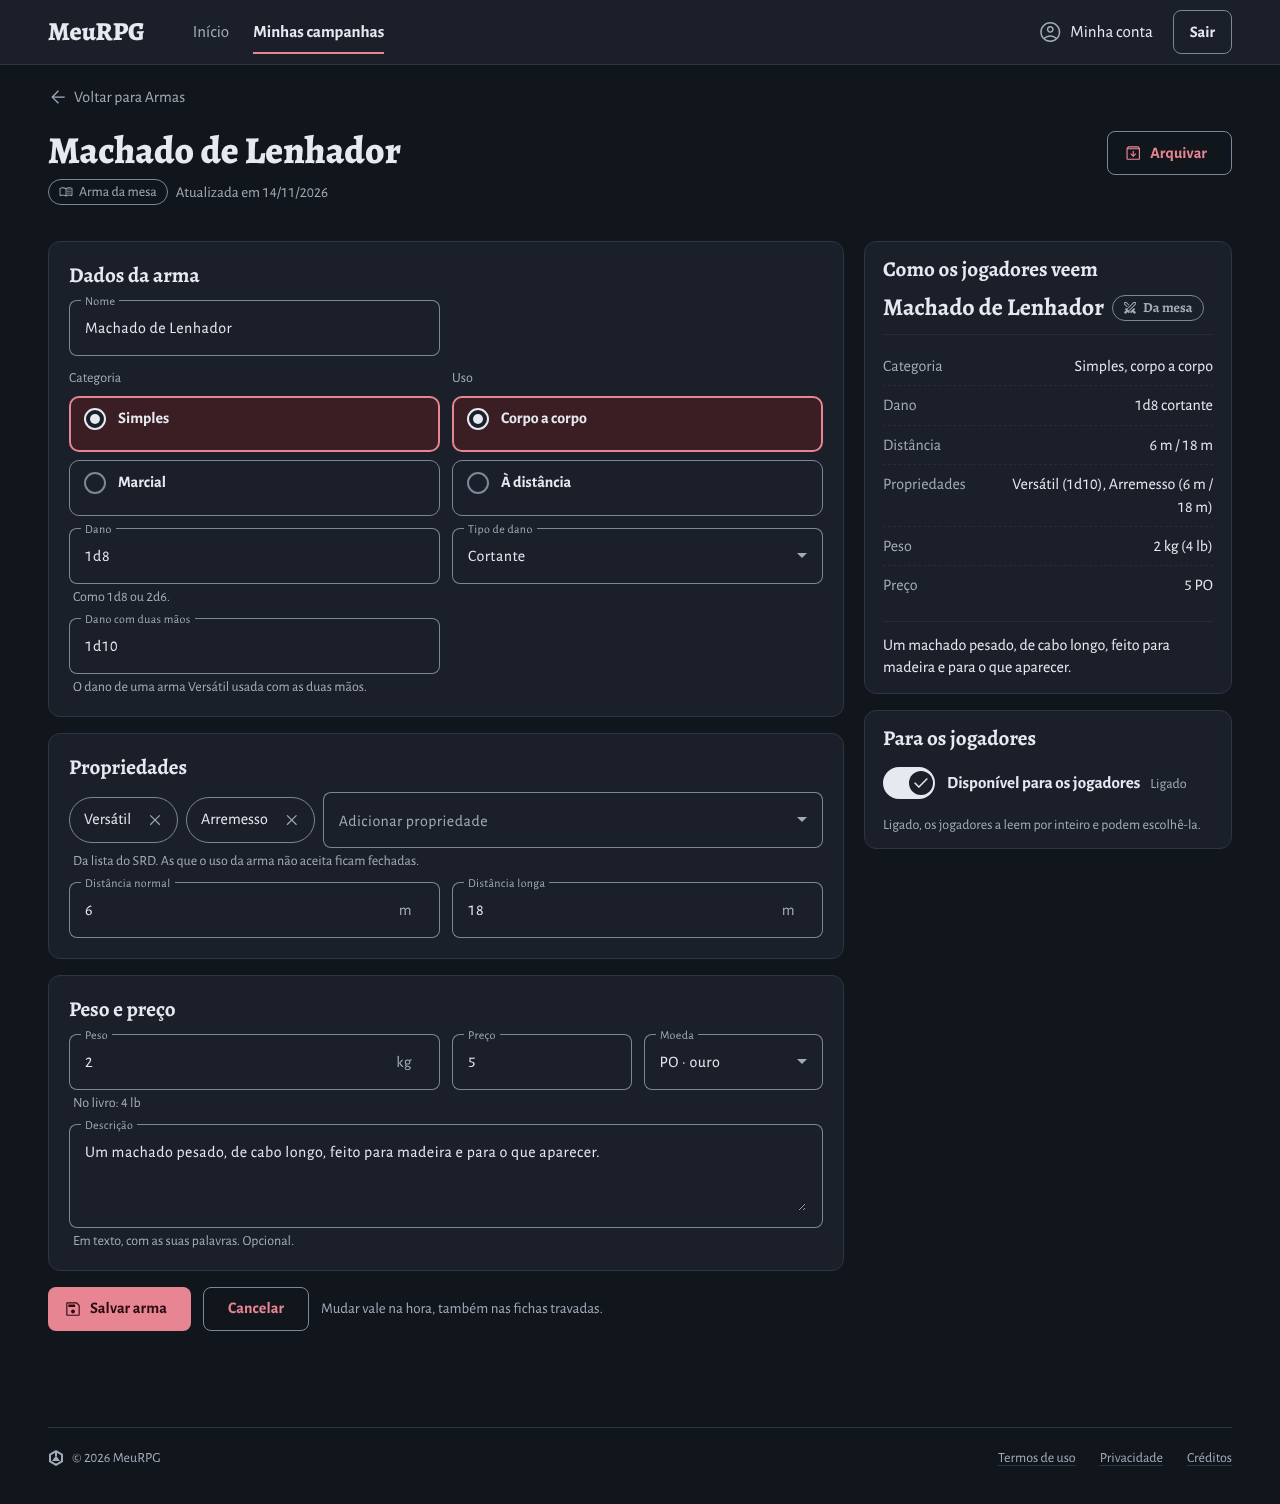 MeuRPG
Início
Minhas campanhas
Minha conta
Sair
Voltar para Armas
Machado de Lenhador
Arquivar
Arma da mesa
Atualizada em 14/11/2026
Dados da arma
Nome
Machado de Lenhador
Categoria
Uso
Simples
Corpo a corpo
Marcial
À distância
Dano
1d8
Tipo de dano
Cortante
Como 1d8 ou 2d6.
Dano com duas mãos
1d10
O dano de uma arma Versátil usada com as duas mãos.
Propriedades
Versátil
Arremesso
Adicionar propriedade
Da lista do SRD. As que o uso da arma não aceita ficam fechadas.
Distância normal
6
m
Distância longa
18
m
Peso e preço
Peso
2
kg
Preço
5
Moeda
PO · ouro
No livro: 4 lb
Descrição
Um machado pesado, de cabo longo, feito para madeira e para o que aparecer.
Em texto, com as suas palavras. Opcional.
Salvar arma
Cancelar
Mudar vale na hora, também nas fichas travadas.
Como os jogadores veem
Machado de Lenhador
Da mesa
Categoria
Simples, corpo a corpo
Dano
1d8 cortante
Distância
6 m / 18 m
Propriedades
Versátil (1d10), Arremesso (6 m /
18 m)
Peso
2 kg (4 lb)
Preço
5 PO
Um machado pesado, de cabo longo, feito para
madeira e para o que aparecer.
Para os jogadores
Disponível para os jogadores
Ligado
Ligado, os jogadores a leem por inteiro e podem escolhê-la.
© 2026 MeuRPG
Termos de uso
Privacidade
Créditos